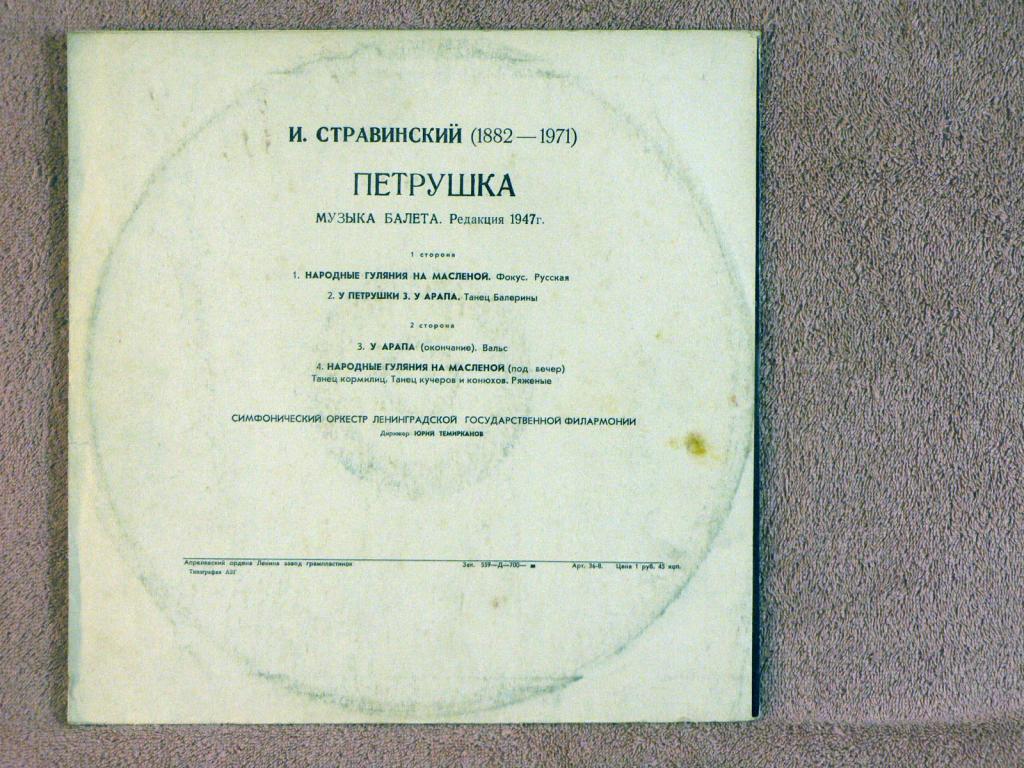 И. СТРАВИНСКИЙ (1882—1971)
ПЕТРУШКА
МУЗЫКА БАЛЕТА. Редакция 1947г.
1 сторона
1. НАРОДНЫЕ ГУЛЯНИЯ НА МАСЛЕНОЙ. Фокус. Русская
2. У ПЕТРУШКИ 3. У АРАПА. Танец Балерины
2 сторона
3. У АРАПА (окончание). Вальс
4. НАРОДНЫЕ ГУЛЯНИЯ НА МАСЛЕНОЙ (под вечер)
Танец кормилиц. Танец кучеров и конюхов. Ряженые
СИМФОНИЧЕСКИЙ ОРКЕСТР ЛЕНИНГРАДСКОЙ ГОСУДАРСТВЕННОЙ ФИЛАРМОНИИ
Дирижер ЮРИЙ ТЕМИРКАНОВ
Апрелевский ордена Ленина завод грампластинок Зак. 559—Д—700— Арт. 36-8. Цена 1 руб. 45 коп.
Типография АЗГ